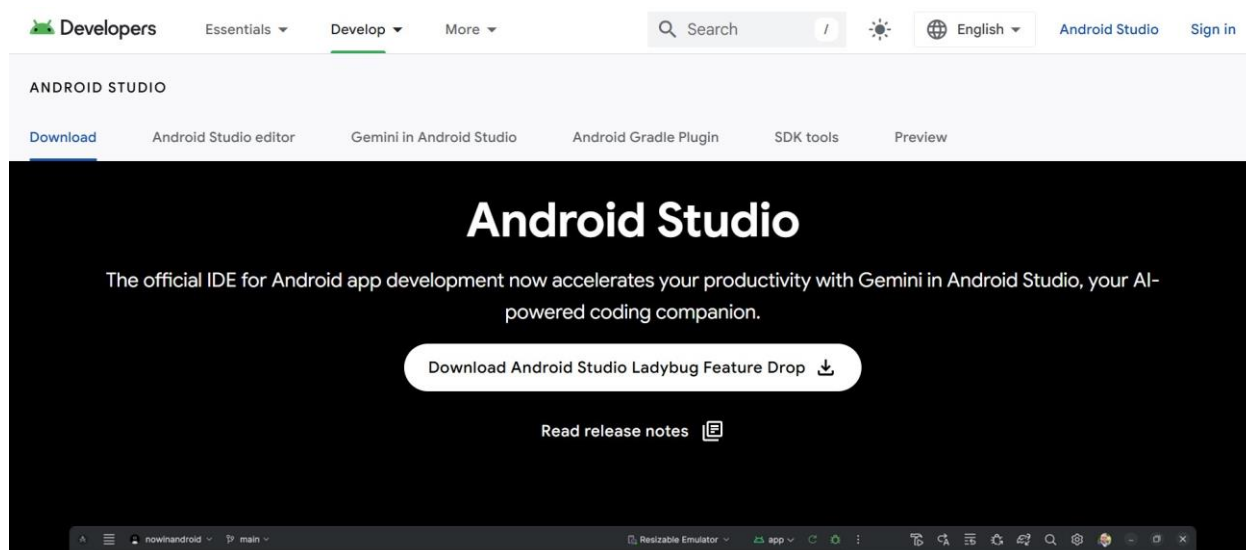 Developers Essentials Develop More Search / English Android Studio Sign in
ANDROID STUDIO
Download Android Studio editor Gemini in Android Studio Android Gradle Plugin SDK tools Preview
Android Studio
The official IDE for Android app development now accelerates your productivity with Gemini in Android Studio, your AI-
powered coding companion.
Download Android Studio Ladybug Feature Drop
Read release notes
nowinandroid main Resizable Emulator app